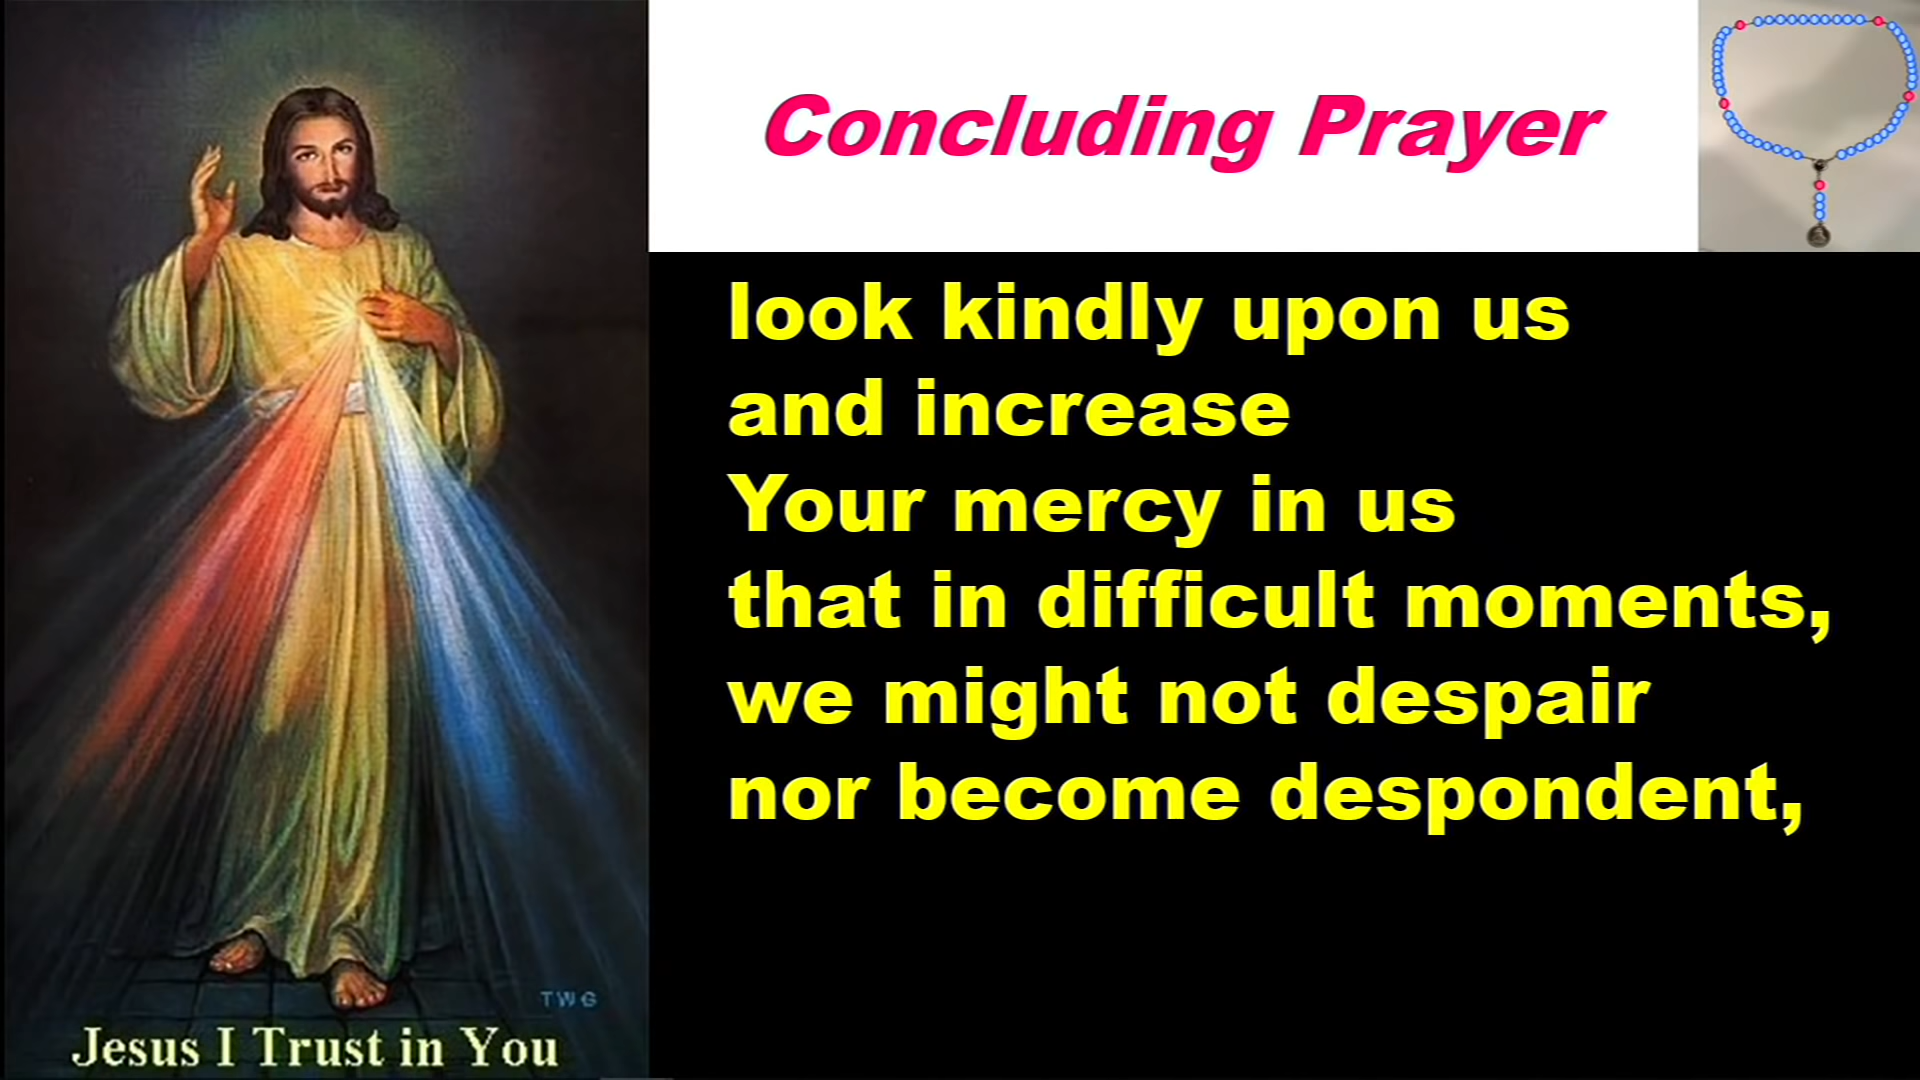 Concluding Prayer
look kindly upon us
and increase
Your mercy in us
that in difficult moments,
we might not despair
nor become despondent,
TWG
Jesus I Trust in You